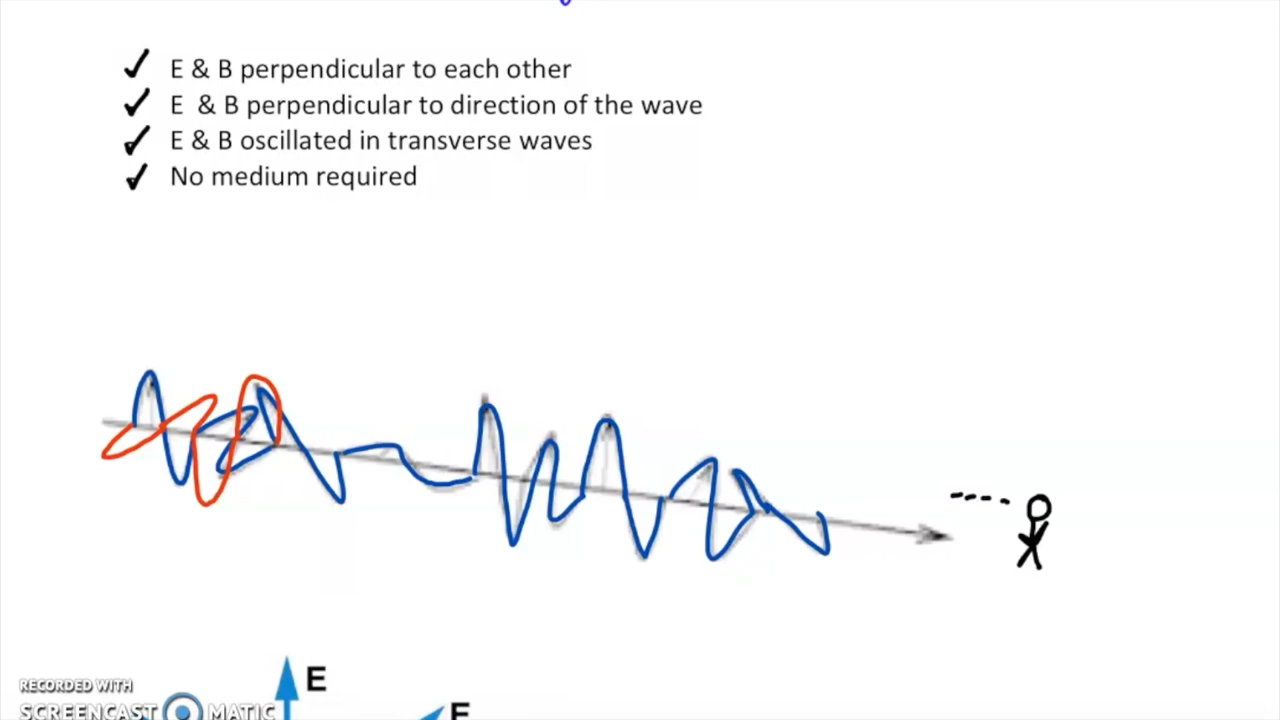 E & B perpendicular to each other
E & B perpendicular to direction of the wave
E & B oscillated in transverse waves
No medium required
E
E
RECORDED WITH
SCREENCAST MATIC